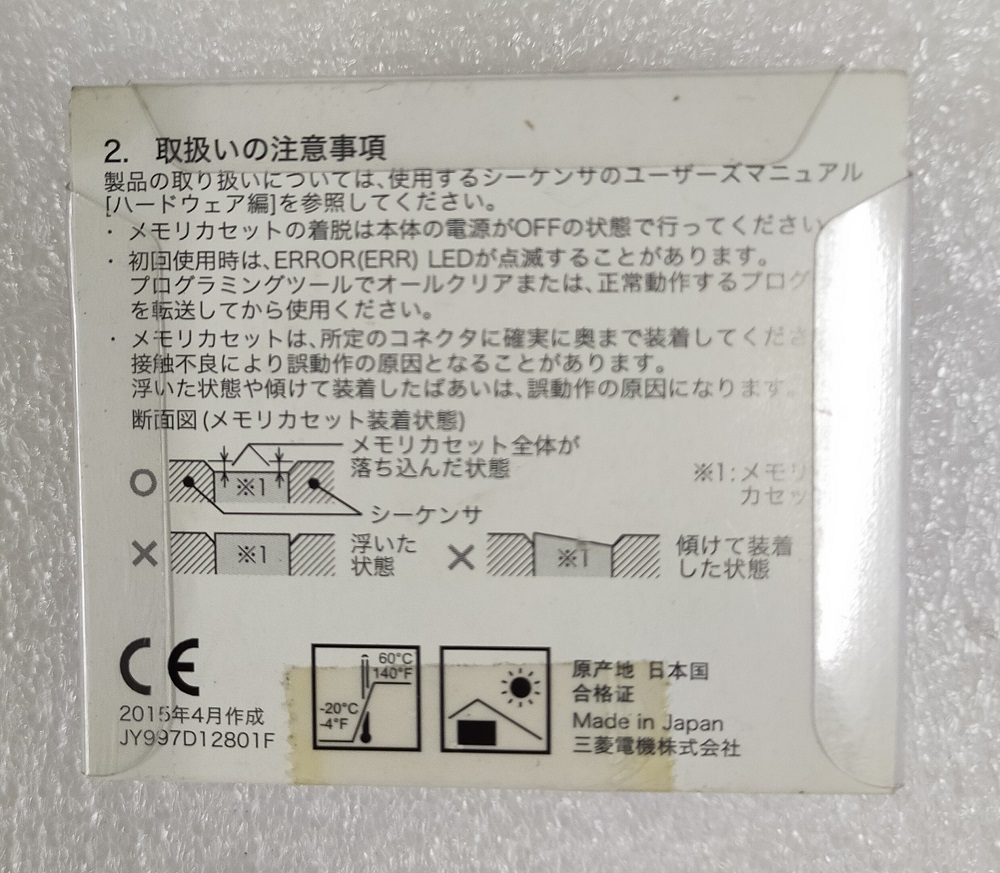 2. 取扱いの注意事項
製品の取り扱いについては、使用するシーケンサのユーザーズマニュアル
[ハードウェア編]を参照してください。
・ メモリカセットの着脱は本体の電源がOFFの状態で行ってください
・ 初回使用時は、ERROR(ERR) LEDが点滅することがあります。
プログラミングツールでオールクリアまたは、正常動作するプログ
を転送してから使用ください。
・ メモリカセットは、所定のコネクタに確実に奥まで装着してくださ
接触不良により誤動作の原因となることがあります。
浮いた状態や傾けて装着したばあいは、誤動作の原因になります。
断面図 (メモリカセット装着状態)
メモリカセット全体が
落ち込んだ状態
※1
※1:メモリ
カセッ
シーケンサ
※1
浮いた
状態
※1
傾けて装着
した状態
CE
60°C
140°F
-20°C
-4°F
2015年4月作成
JY997D12801F
原产地 日本国
合格证
Made in Japan
三菱電機株式会社